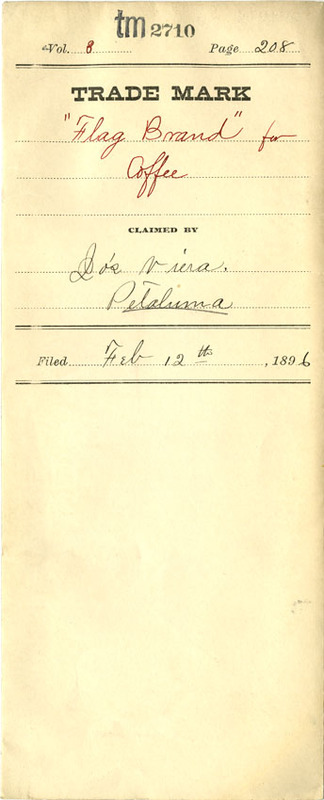 tm 2710
Vol. 8 Page 208
TRADE MARK
"Flag Brand" for
Coffee
CLAIMED BY
Viera.
Petaluma
Filed Feb 12th, 1896